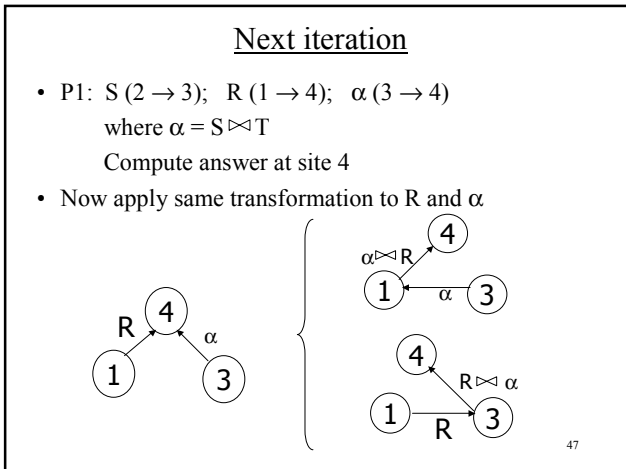 Next iteration
• P1: S (2 → 3); R (1 → 4); α (3 → 4)
where α = S ⋈ T
Compute answer at site 4
• Now apply same transformation to R and α
4
R
α
1
3
4
α ⋈ R
1
α
3
4
R ⋈ α
1
R
3
47